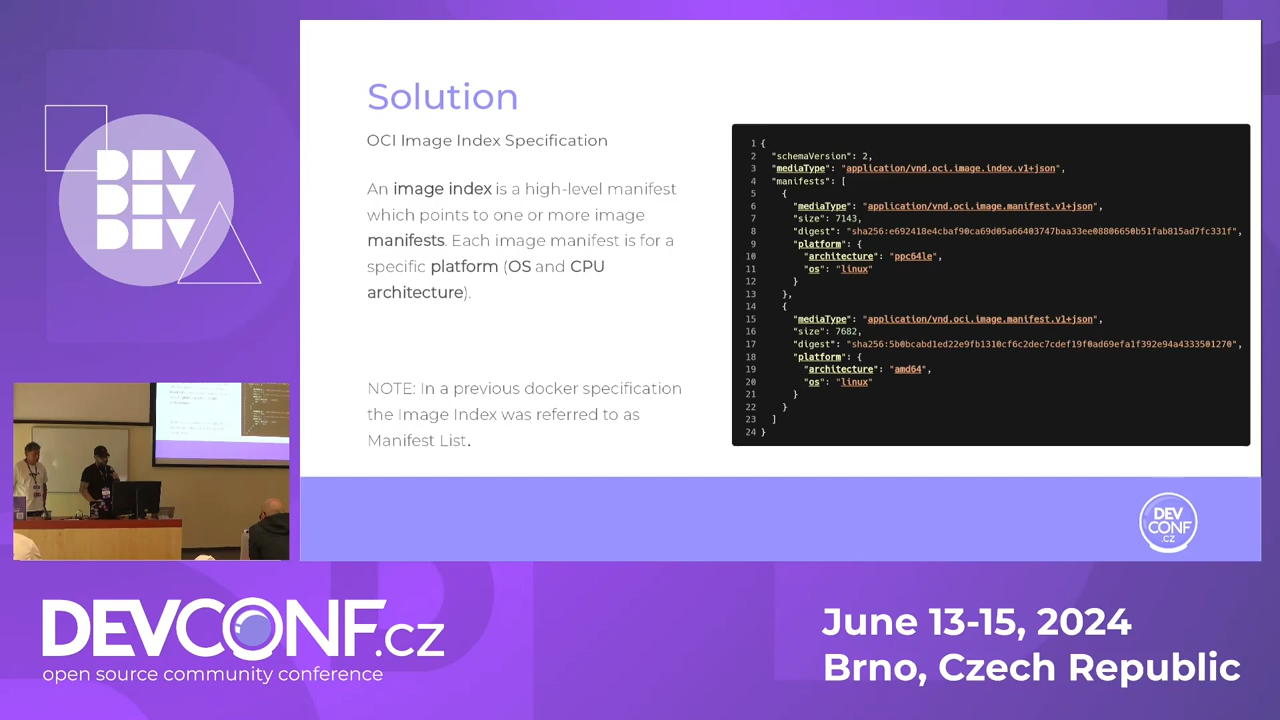 DEV
DEV
DEV
Solution
OCI Image Index Specification
An image index is a high-level manifest
which points to one or more image
manifests. Each image manifest is for a
specific platform (OS and CPU
architecture).
NOTE: In a previous docker specification
the Image Index was referred to as
Manifest List.
1 {
2 "schemaVersion": 2,
3 "mediaType": "application/vnd.oci.image.index.v1+json",
4 "manifests": [
5 {
6 "mediaType": "application/vnd.oci.image.manifest.v1+json",
7 "size": 7143,
8 "digest": "sha256:e692418e4cbaf90ca69d05a66403747baa33ee08806650b51fab815ad7fc331f",
9 "platform": {
10 "architecture": "ppc64le",
11 "os": "linux"
12 }
13 },
14 {
15 "mediaType": "application/vnd.oci.image.manifest.v1+json",
16 "size": 7682,
17 "digest": "sha256:5b0bcabd1ed22e9fb1310cf6c2dec7cdef19f0ad69efa1f392e94a4333501270",
18 "platform": {
19 "architecture": "amd64",
20 "os": "linux"
21 }
22 }
23 ]
24 }
DEV
CONF
.CZ
DEVCONF.cz
open source community conference
June 13-15, 2024
Brno, Czech Republic